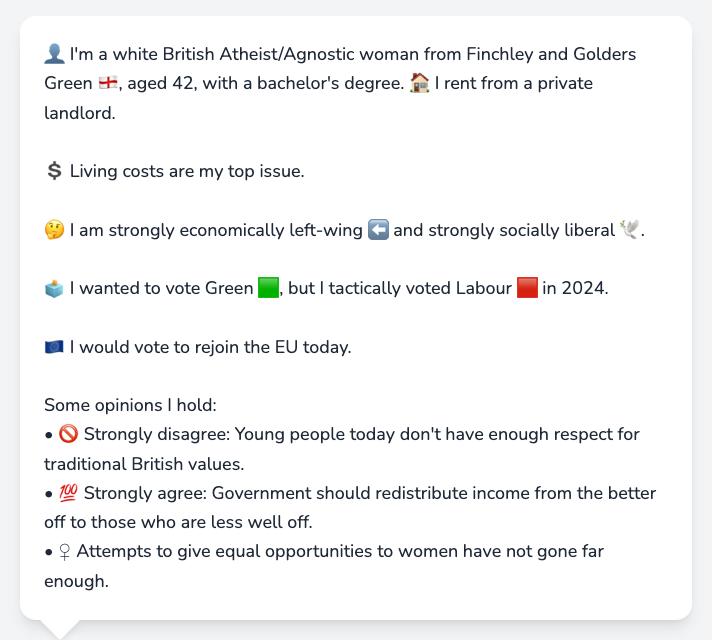 👤 I'm a white British Atheist/Agnostic woman from Finchley and Golders
Green 🏴󠁧󠁢󠁥󠁮󠁧󠁿, aged 42, with a bachelor's degree. 🏠 I rent from a private
landlord.
💲 Living costs are my top issue.
🤔 I am strongly economically left-wing ⬅️ and strongly socially liberal 🕊️.
🗳️ I wanted to vote Green 🟩, but I tactically voted Labour 🟥 in 2024.
🇪🇺 I would vote to rejoin the EU today.
Some opinions I hold:
• 🚫 Strongly disagree: Young people today don't have enough respect for
traditional British values.
• 💯 Strongly agree: Government should redistribute income from the better
off to those who are less well off.
• ♀ Attempts to give equal opportunities to women have not gone far
enough.